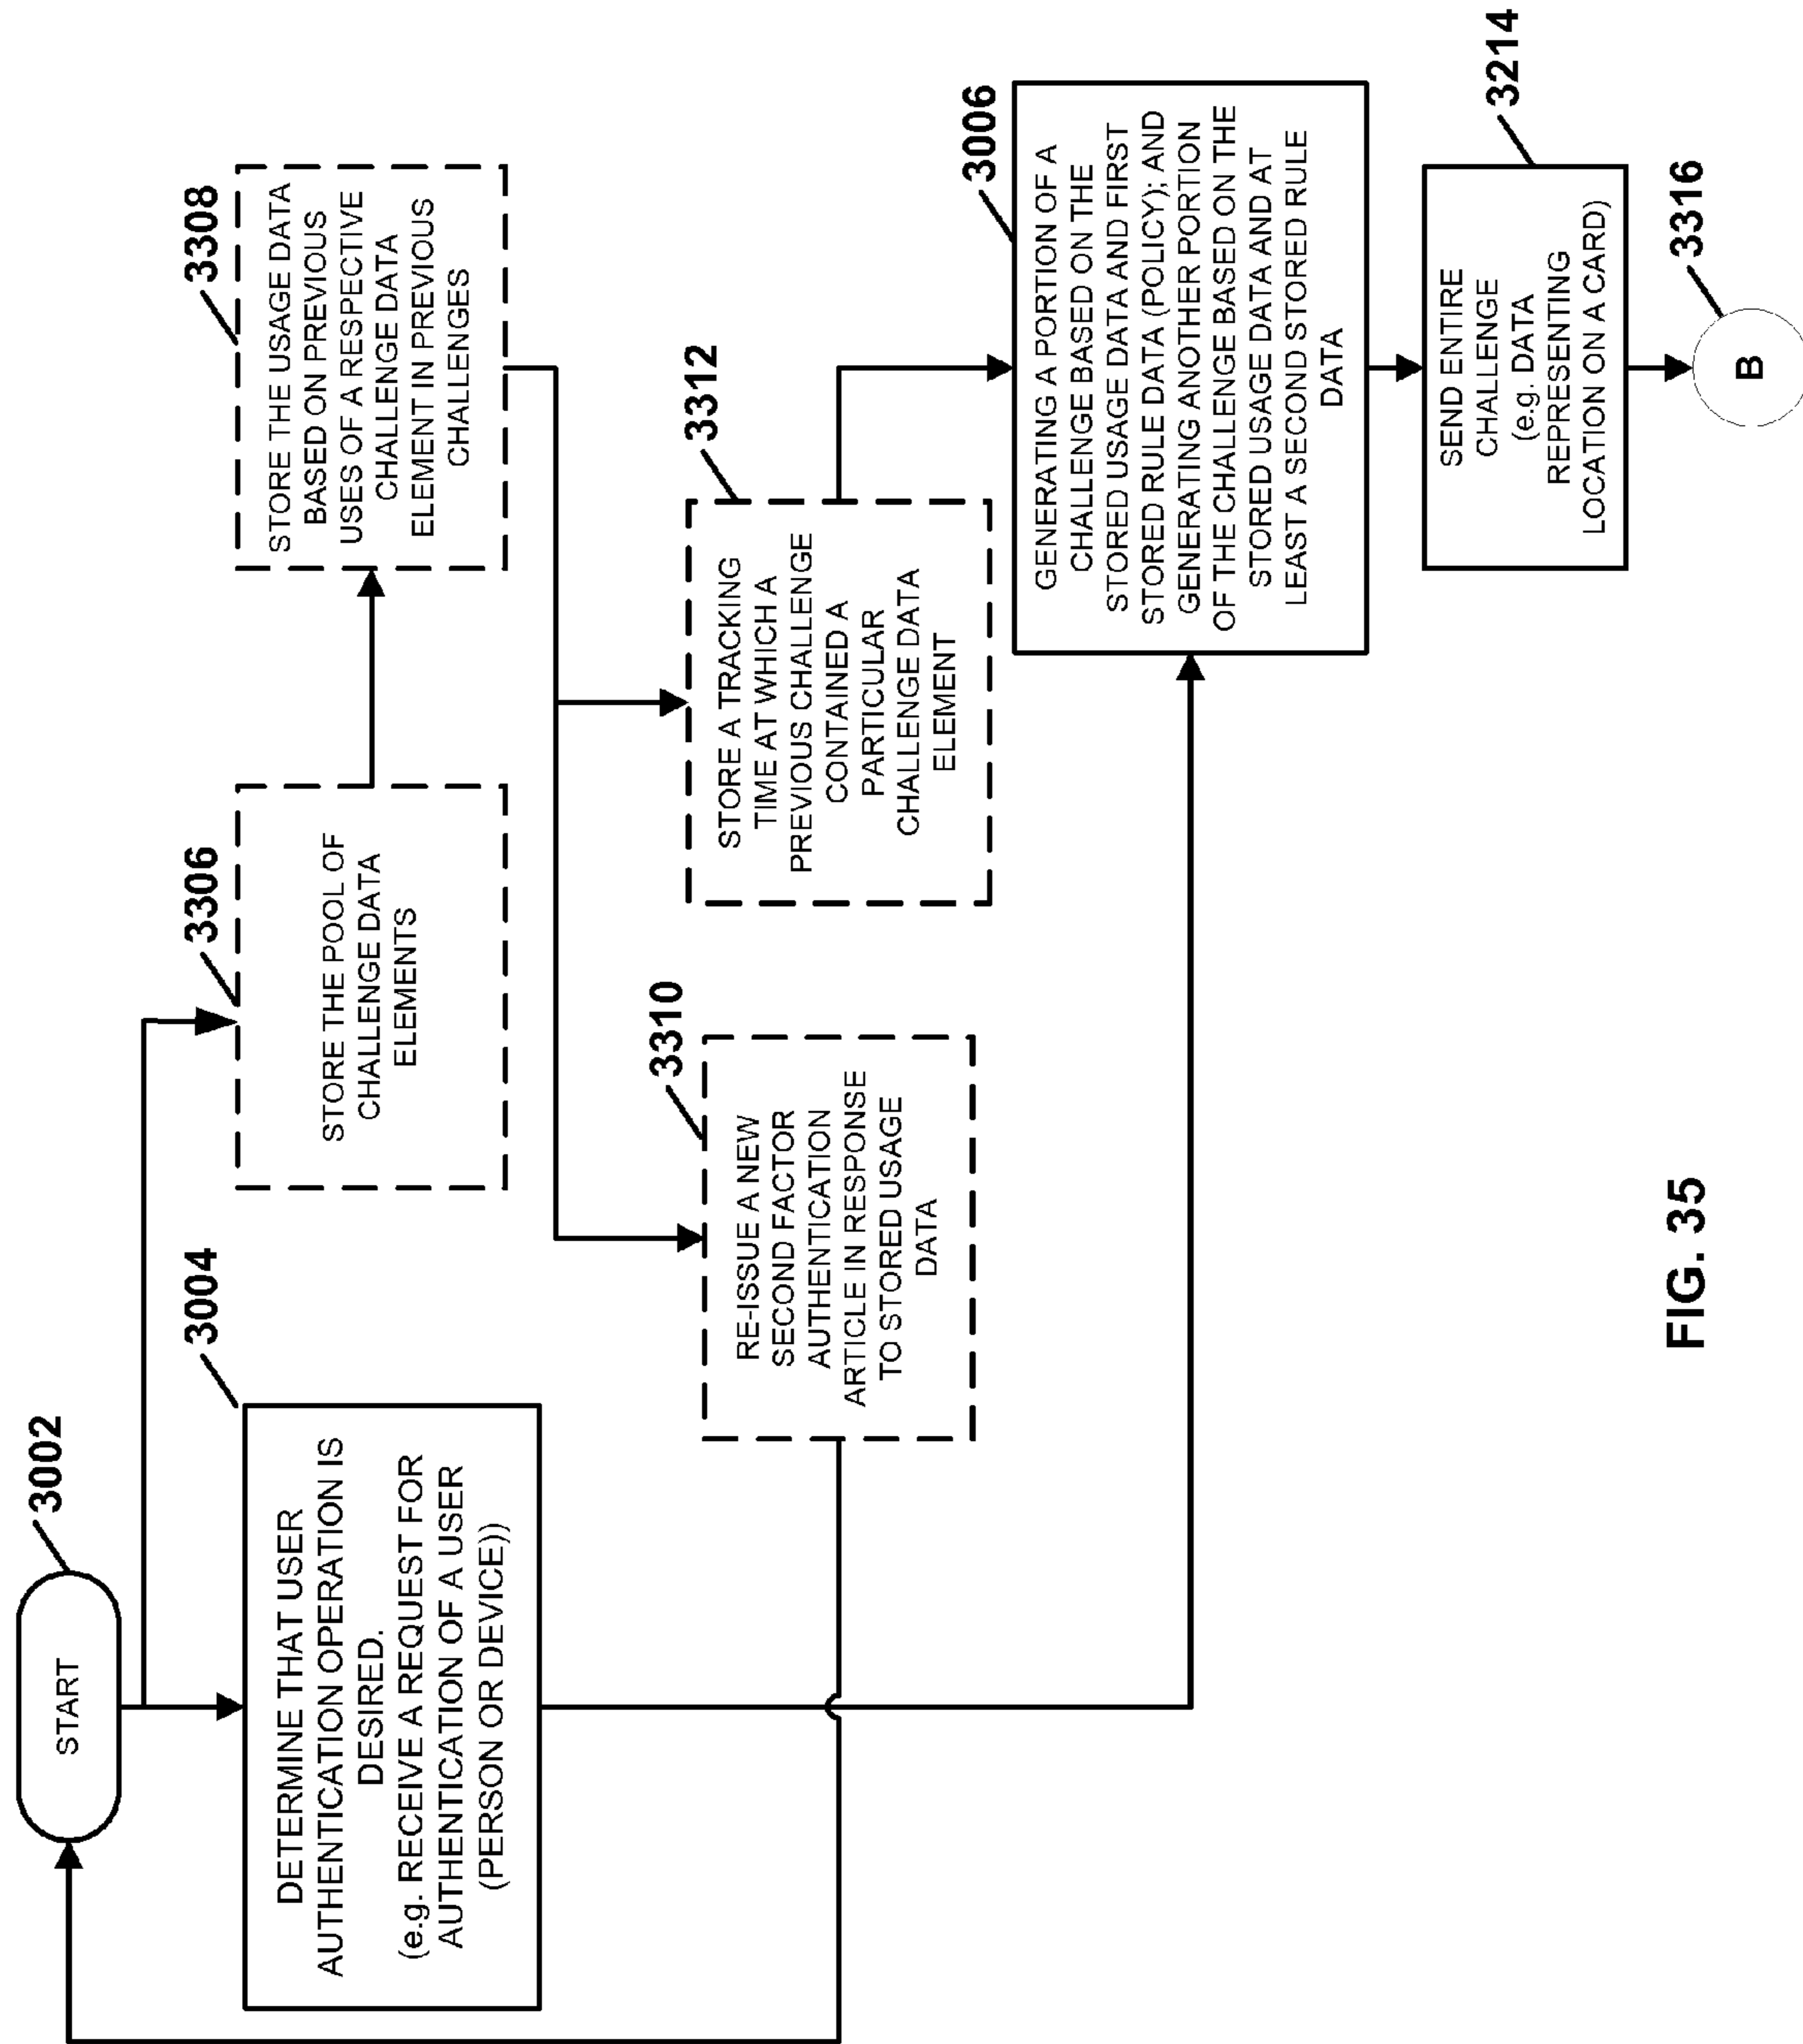 3002
START
3004
DETERMINE THAT USER
AUTHENTICATION OPERATION IS
DESIRED.
(e.g. RECEIVE A REQUEST FOR
AUTHENTICATION OF A USER
(PERSON OR DEVICE))
3306
STORE THE POOL OF
CHALLENGE DATA
ELEMENTS
3308
STORE THE USAGE DATA
BASED ON PREVIOUS
USES OF A RESPECTIVE
CHALLENGE DATA
ELEMENT IN PREVIOUS
CHALLENGES
3310
RE-ISSUE A NEW
SECOND FACTOR
AUTHENTICATION
ARTICLE IN RESPONSE
TO STORED USAGE
DATA
3312
STORE A TRACKING
TIME AT WHICH A
PREVIOUS CHALLENGE
CONTAINED A
PARTICULAR
CHALLENGE DATA
ELEMENT
3006
GENERATING A PORTION OF A
CHALLENGE BASED ON THE
STORED USAGE DATA AND FIRST
STORED RULE DATA (POLICY); AND
GENERATING ANOTHER PORTION
OF THE CHALLENGE BASED ON THE
STORED USAGE DATA AND AT
LEAST A SECOND STORED RULE
DATA
3214
SEND ENTIRE
CHALLENGE
(e.g. DATA
REPRESENTING
LOCATION ON A CARD)
3316
B
FIG. 35